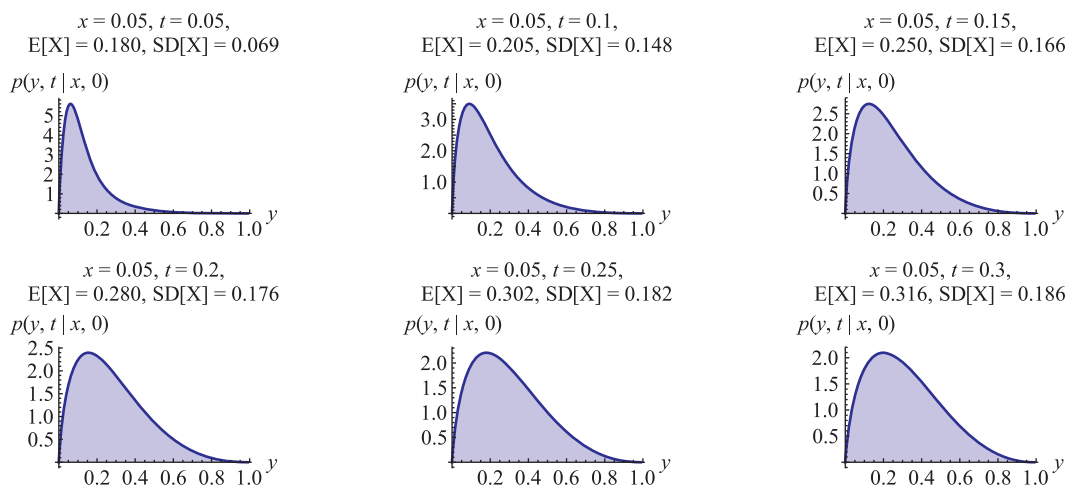 x = 0.05, t = 0.05,
E[X] = 0.180, SD[X] = 0.069
p(y, t | x, 0)
5
4
3
2
1
0.2 0.4 0.6 0.8 1.0 y
x = 0.05, t = 0.1,
E[X] = 0.205, SD[X] = 0.148
p(y, t | x, 0)
3.0
2.0
1.0
0.2 0.4 0.6 0.8 1.0 y
x = 0.05, t = 0.15,
E[X] = 0.250, SD[X] = 0.166
p(y, t | x, 0)
2.5
2.0
1.5
1.0
0.5
0.2 0.4 0.6 0.8 1.0 y
x = 0.05, t = 0.2,
E[X] = 0.280, SD[X] = 0.176
p(y, t | x, 0)
2.5
2.0
1.5
1.0
0.5
0.2 0.4 0.6 0.8 1.0 y
x = 0.05, t = 0.25,
E[X] = 0.302, SD[X] = 0.182
p(y, t | x, 0)
2.0
1.5
1.0
0.5
0.2 0.4 0.6 0.8 1.0 y
x = 0.05, t = 0.3,
E[X] = 0.316, SD[X] = 0.186
p(y, t | x, 0)
2.0
1.5
1.0
0.5
0.2 0.4 0.6 0.8 1.0 y